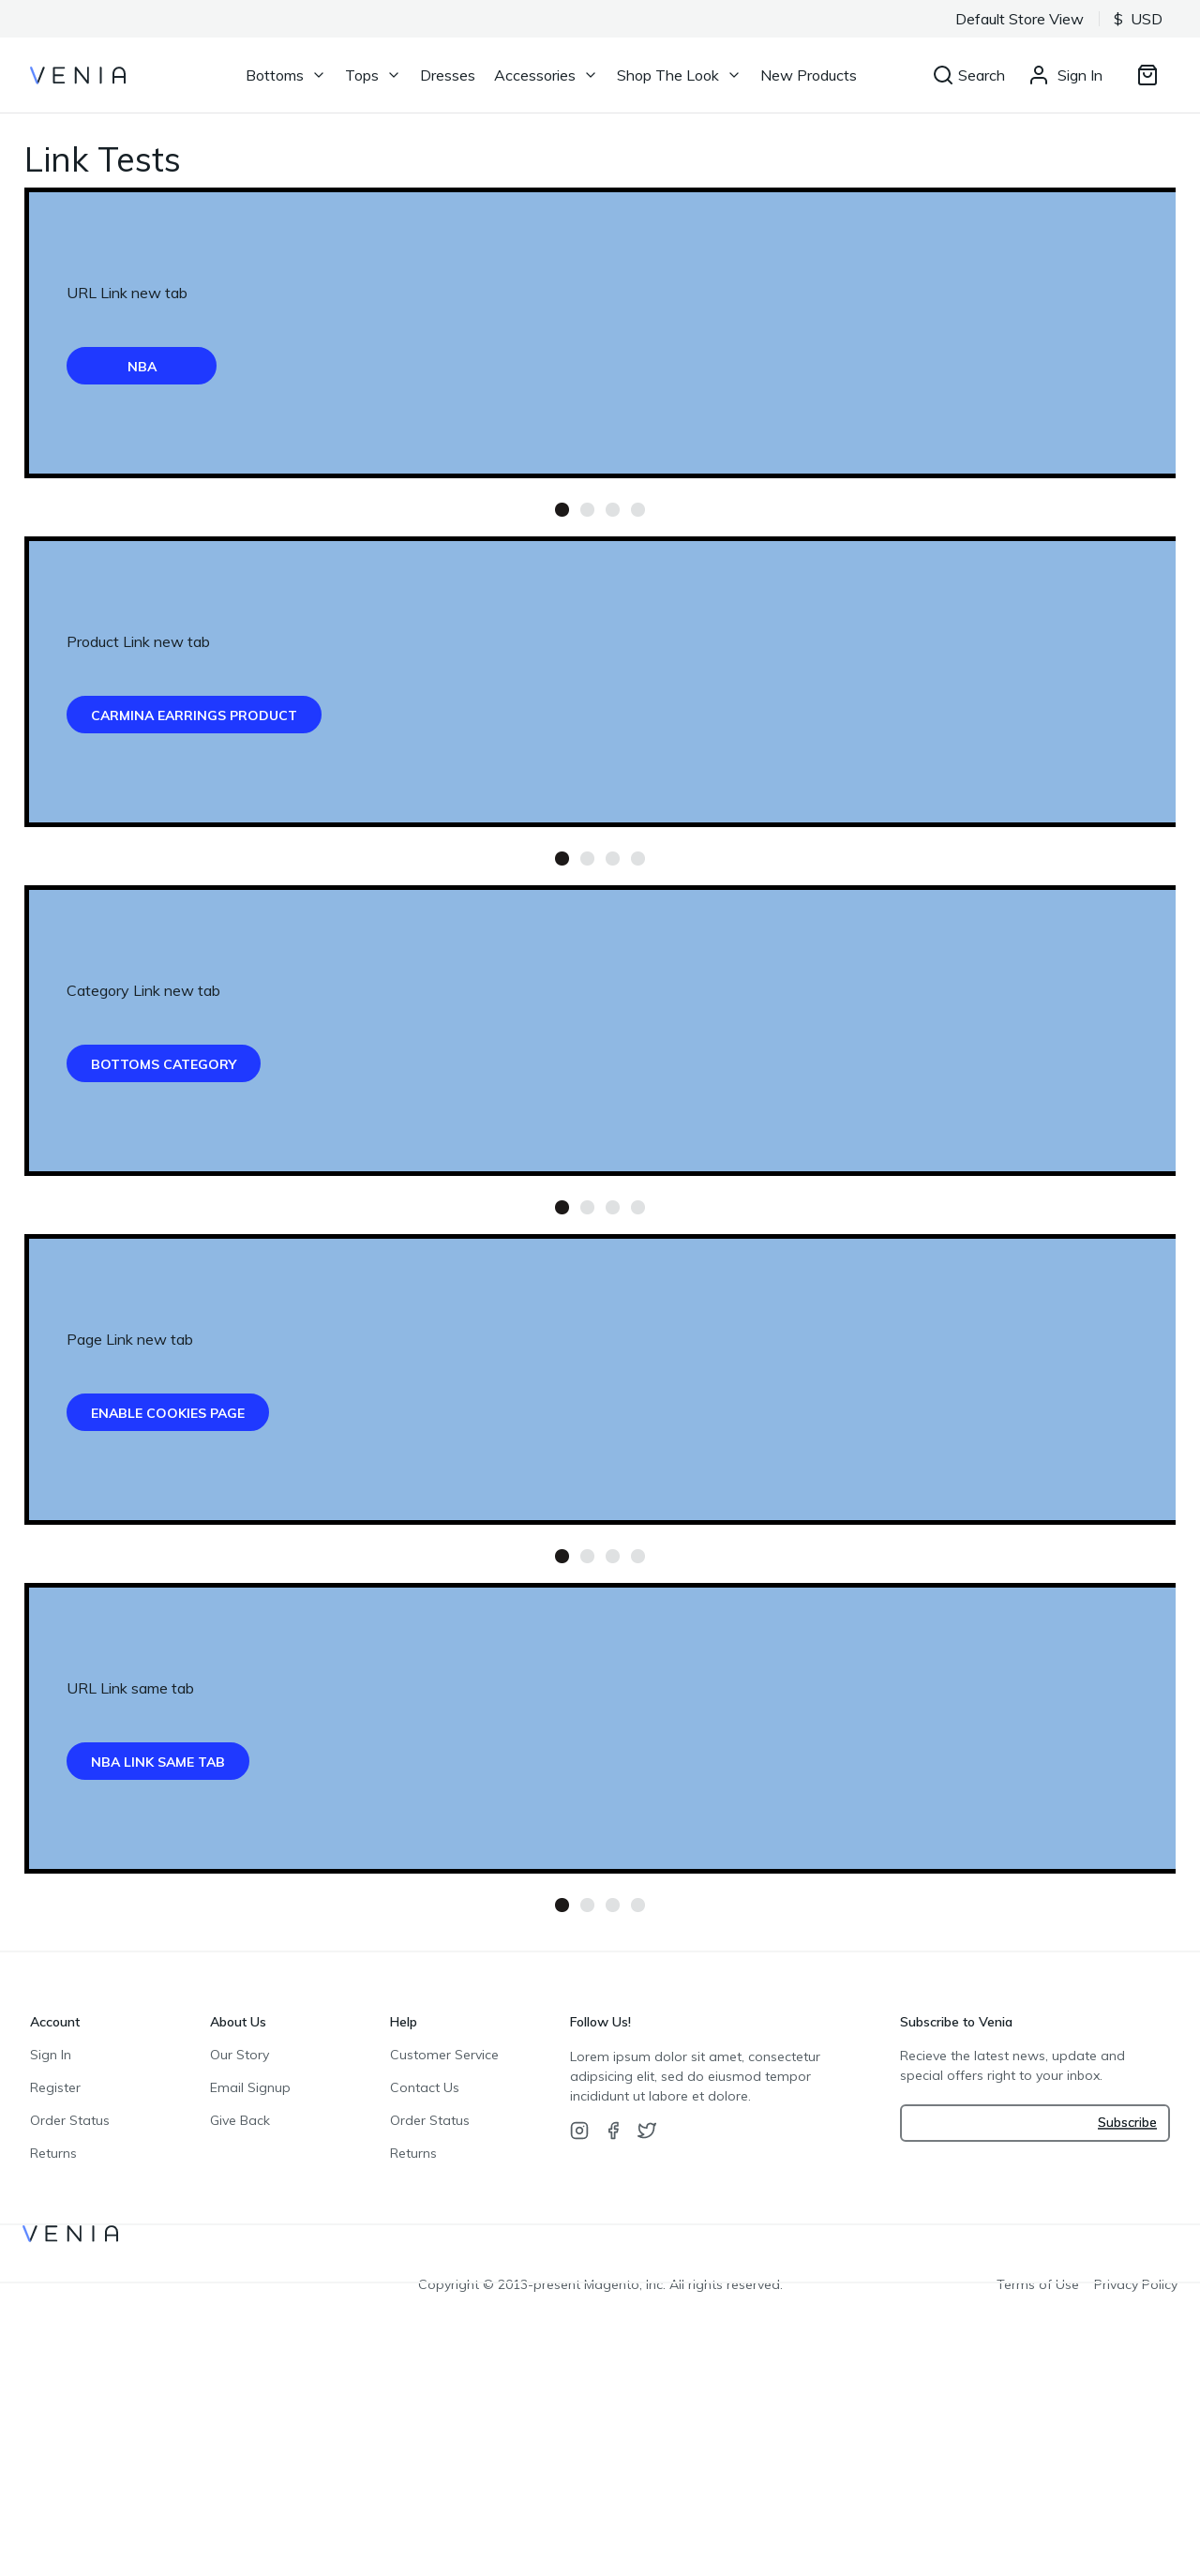 Default Store View $ USD
VENIA Bottoms Tops Dresses Accessories Shop The Look New Products Search Sign In
Link Tests
URL Link new tab
NBA
Product Link new tab
CARMINA EARRINGS PRODUCT
Category Link new tab
BOTTOMS CATEGORY
Page Link new tab
ENABLE COOKIES PAGE
URL Link same tab
NBA LINK SAME TAB
Account
Sign In
Register
Order Status
Returns
About Us
Our Story
Email Signup
Give Back
Help
Customer Service
Contact Us
Order Status
Returns
Follow Us!
Lorem ipsum dolor sit amet, consectetur
adipsicing elit, sed do eiusmod tempor
incididunt ut labore et dolore.
Subscribe to Venia
Recieve the latest news, update and
special offers right to your inbox.
Subscribe
VENIA
Copyright © 2013-present Magento, Inc. All rights reserved. Terms of Use Privacy Policy